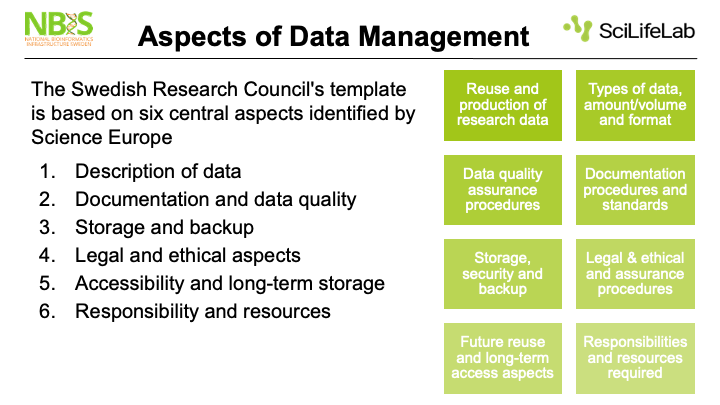 NBIS
NATIONAL BIOINFORMATICS
INFRASTRUCTURE SWEDEN
Aspects of Data Management
SciLifeLab
The Swedish Research Council's template
is based on six central aspects identified by
Science Europe
1. Description of data
2. Documentation and data quality
3. Storage and backup
4. Legal and ethical aspects
5. Accessibility and long-term storage
6. Responsibility and resources
Reuse and
production of
research data
Types of data,
amount/volume
and format
Data quality
assurance
procedures
Documentation
procedures and
standards
Storage,
security and
backup
Legal & ethical
and assurance
procedures
Future reuse
and long-term
access aspects
Responsibilities
and resources
required